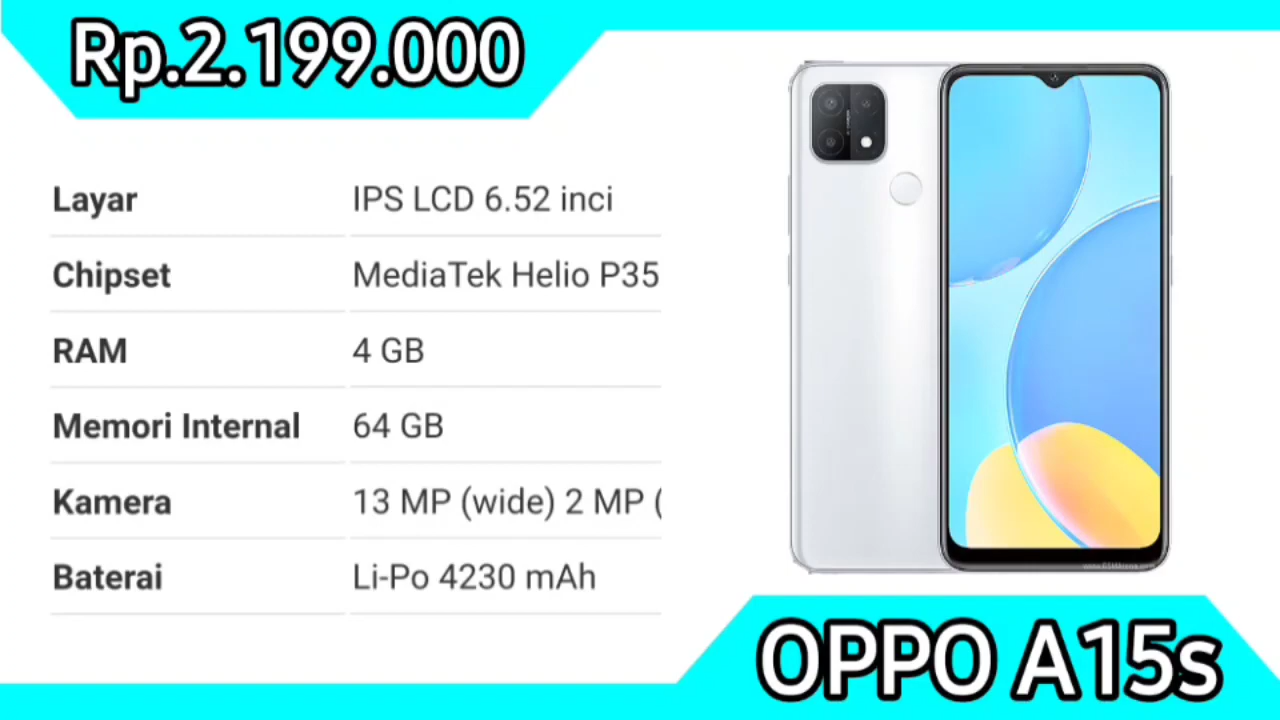 Rp.2.199.000
Layar IPS LCD 6.52 inci
Chipset MediaTek Helio P35
RAM 4 GB
Memori Internal 64 GB
Kamera 13 MP (wide) 2 MP (
Baterai Li-Po 4230 mAh
OPPO A15s